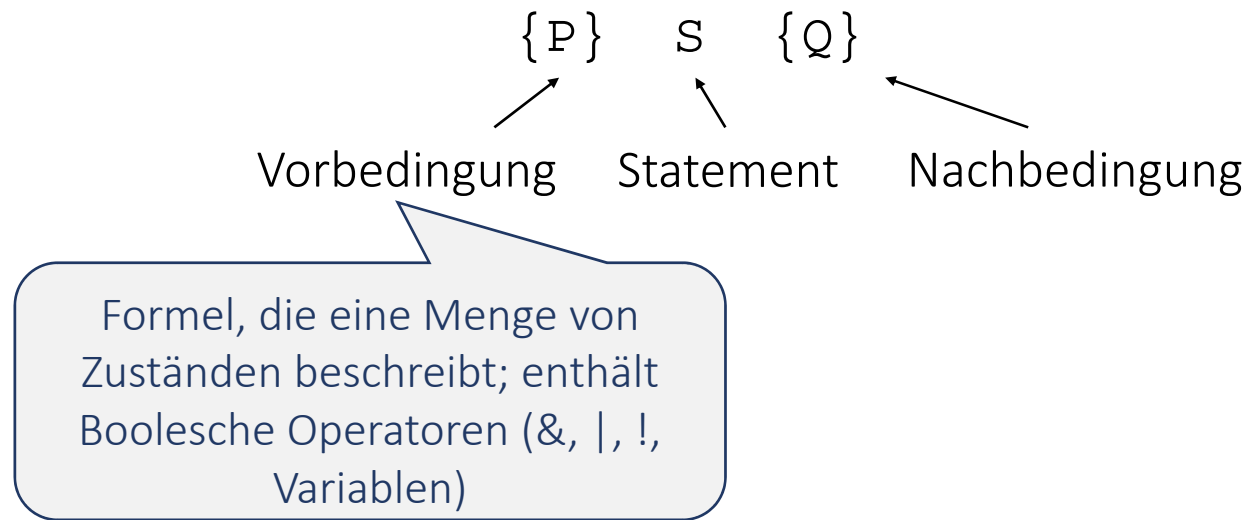 {P} S {Q}
Vorbedingung Statement Nachbedingung
Formel, die eine Menge von
Zuständen beschreibt; enthält
Boolesche Operatoren (&, |, !,
Variablen)